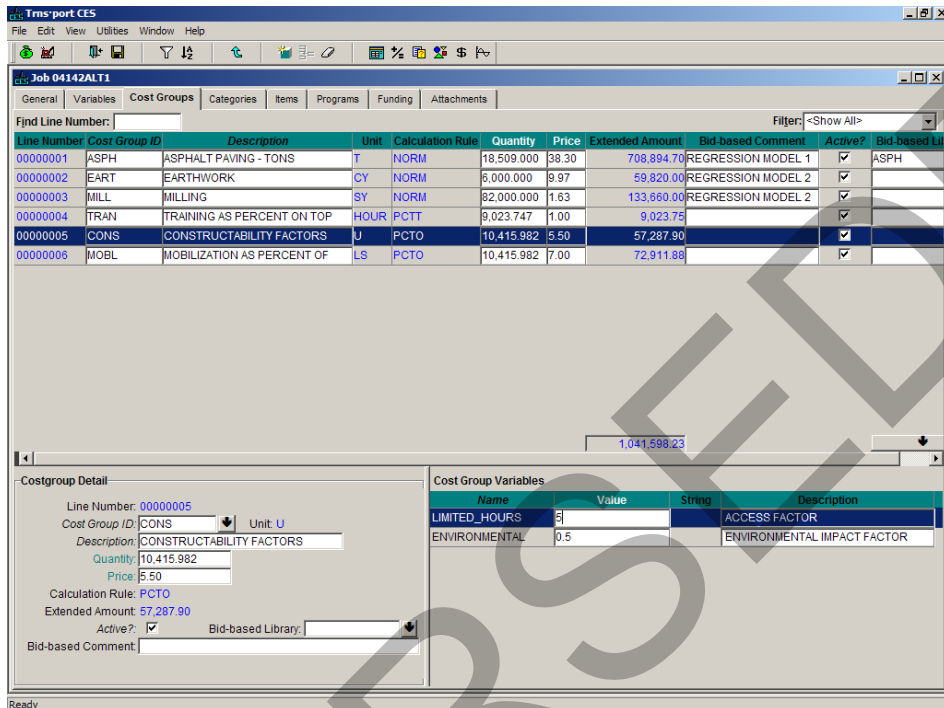 Trns•port CES
File Edit View Utilities Window Help
Job 04142ALT1
General Variables Cost Groups Categories Items Programs Funding Attachments
Find Line Number: Filter: <Show All>
Line Number Cost Group ID Description Unit Calculation Rule Quantity Price Extended Amount Bid-based Comment Active? Bid-based Li
00000001 ASPH ASPHALT PAVING - TONS T NORM 18,509.000 38.30 708,894.70 REGRESSION MODEL 1 ASPH
00000002 EART EARTHWORK CY NORM 6,000.000 9.97 59,820.00 REGRESSION MODEL 2
00000003 MILL MILLING SY NORM 82,000.000 1.63 133,660.00 REGRESSION MODEL 2
00000004 TRAN TRAINING AS PERCENT ON TOP HOUR PCTT 9,023.747 1.00 9,023.75
00000005 CONS CONSTRUCTABILITY FACTORS U PCTO 10,415.982 5.50 57,287.90
00000006 MOBL MOBILIZATION AS PERCENT OF LS PCTO 10,415.982 7.00 72,911.88
1,041,598.23
Costgroup Detail
Line Number: 00000005
Cost Group ID: CONS Unit: U
Description: CONSTRUCTABILITY FACTORS
Quantity: 10,415.982
Price: 5.50
Calculation Rule: PCTO
Extended Amount: 57,287.90
Active?: Bid-based Library:
Bid-based Comment:
Cost Group Variables
Name Value String Description
LIMITED_HOURS 5 ACCESS FACTOR
ENVIRONMENTAL 0.5 ENVIRONMENTAL IMPACT FACTOR
Ready